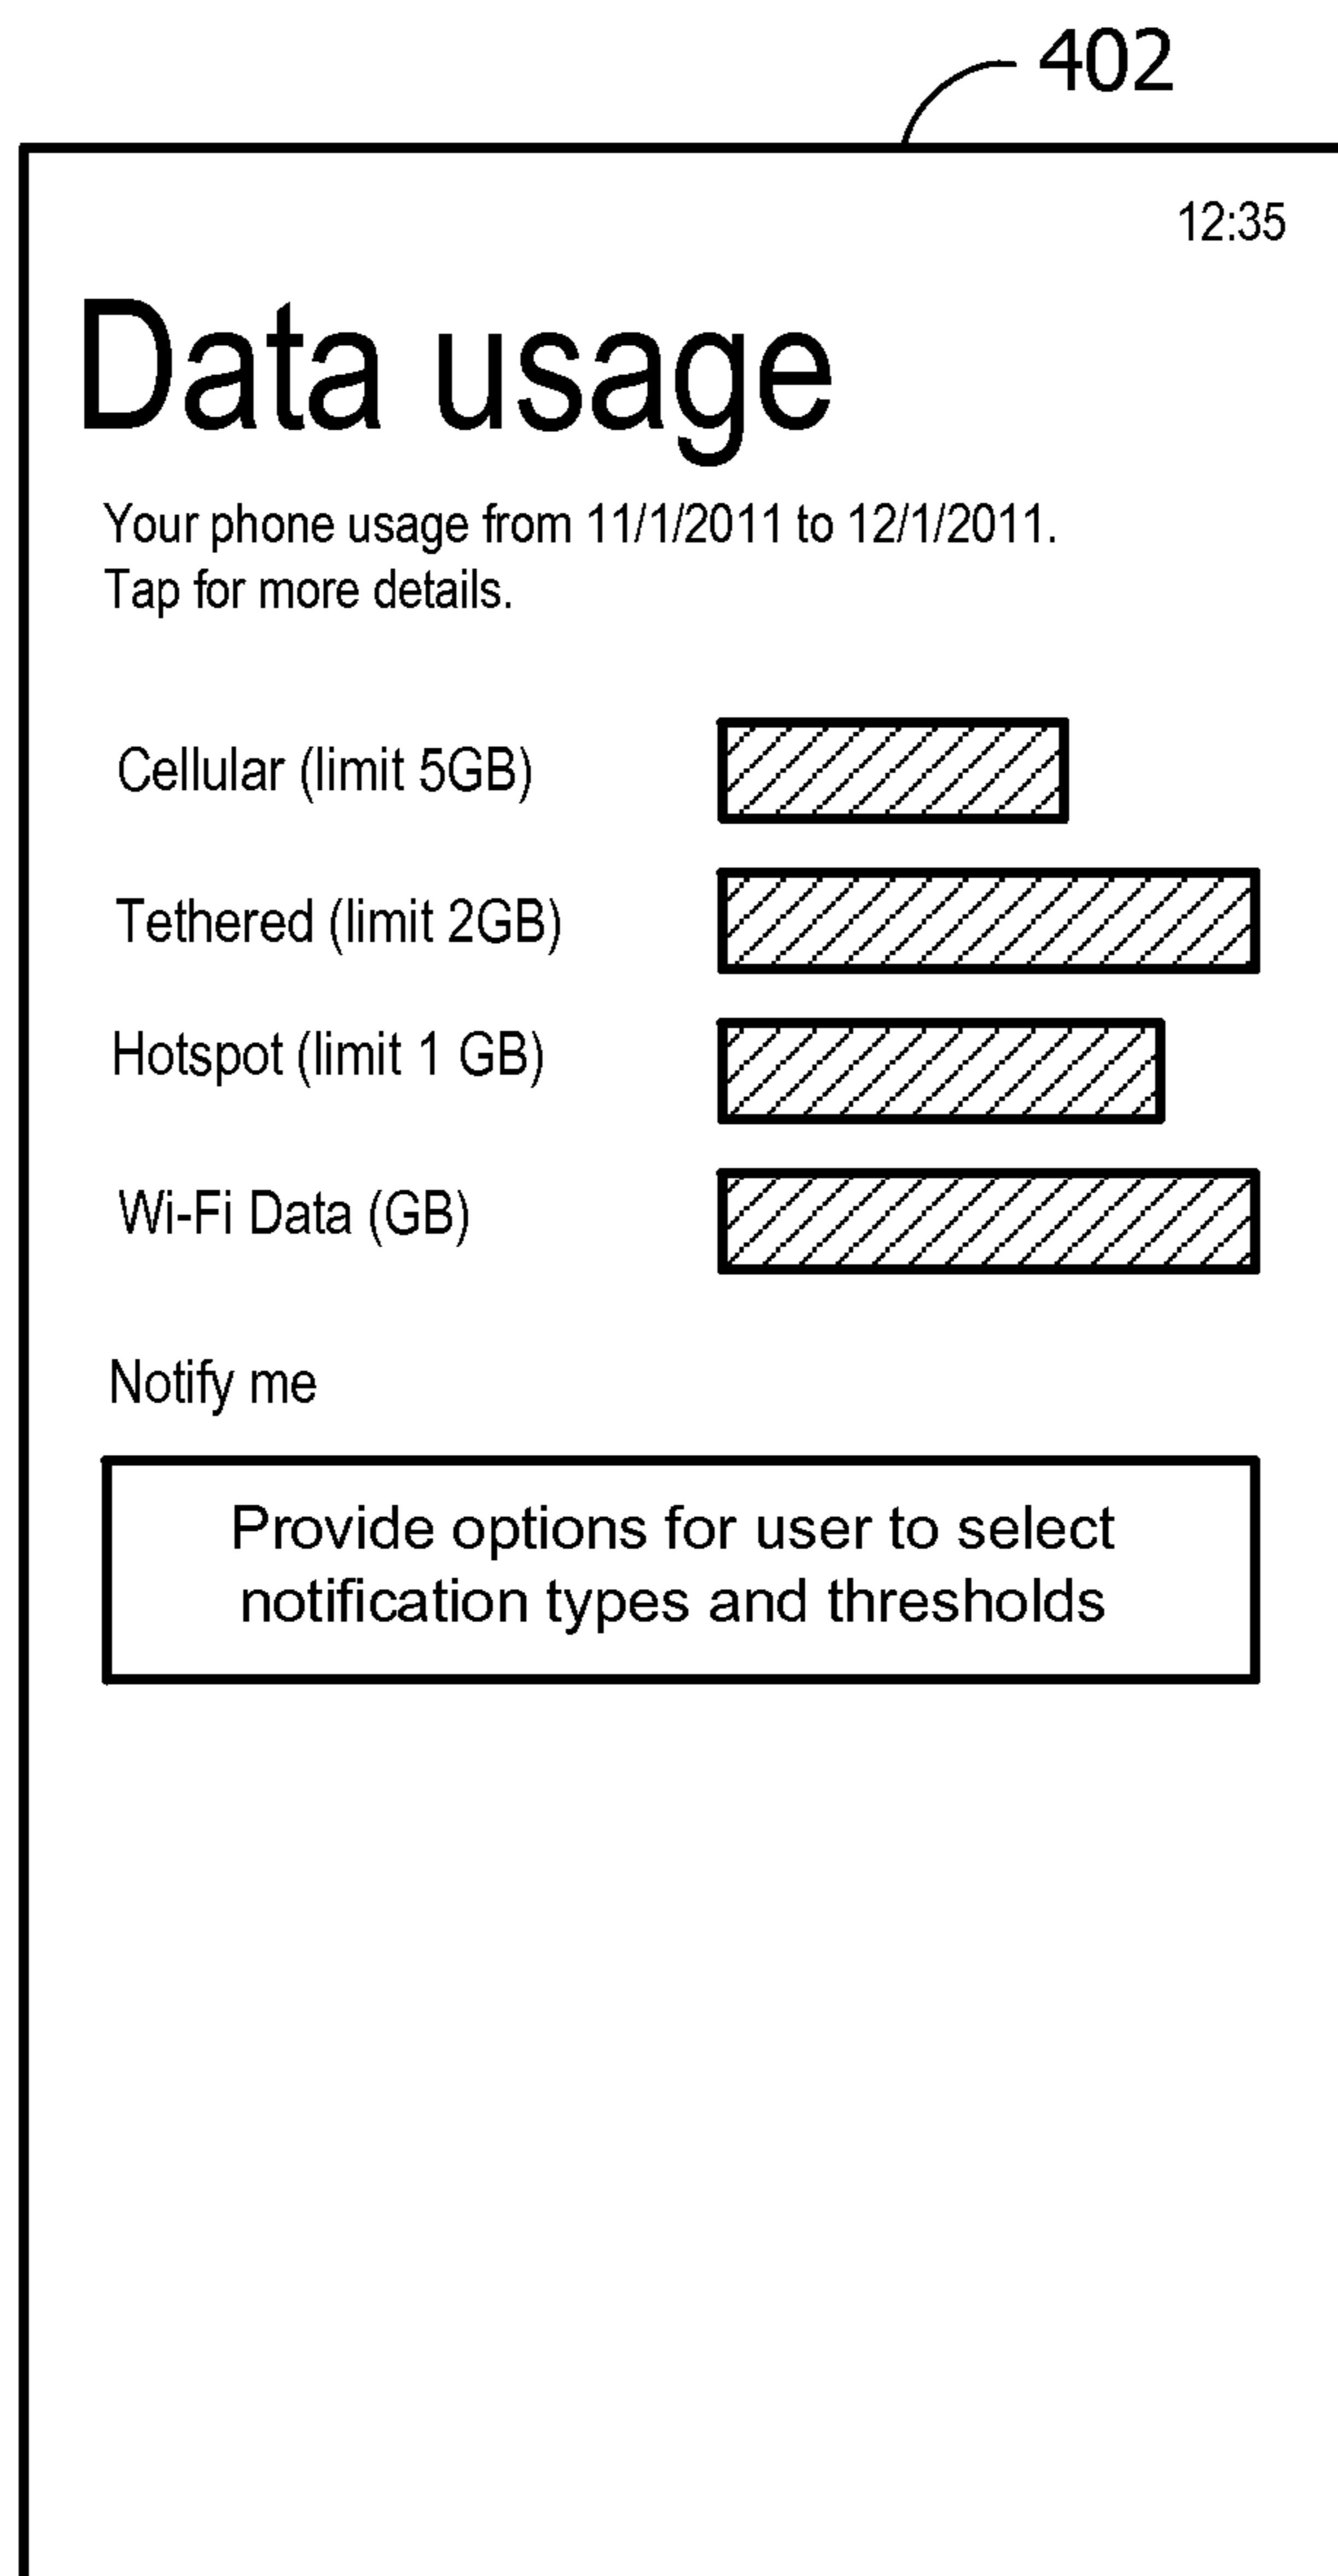 402
12:35
Data usage
Your phone usage from 11/1/2011 to 12/1/2011.
Tap for more details.
Cellular (limit 5GB)
Tethered (limit 2GB)
Hotspot (limit 1 GB)
Wi-Fi Data (GB)
Notify me
Provide options for user to select
notification types and thresholds